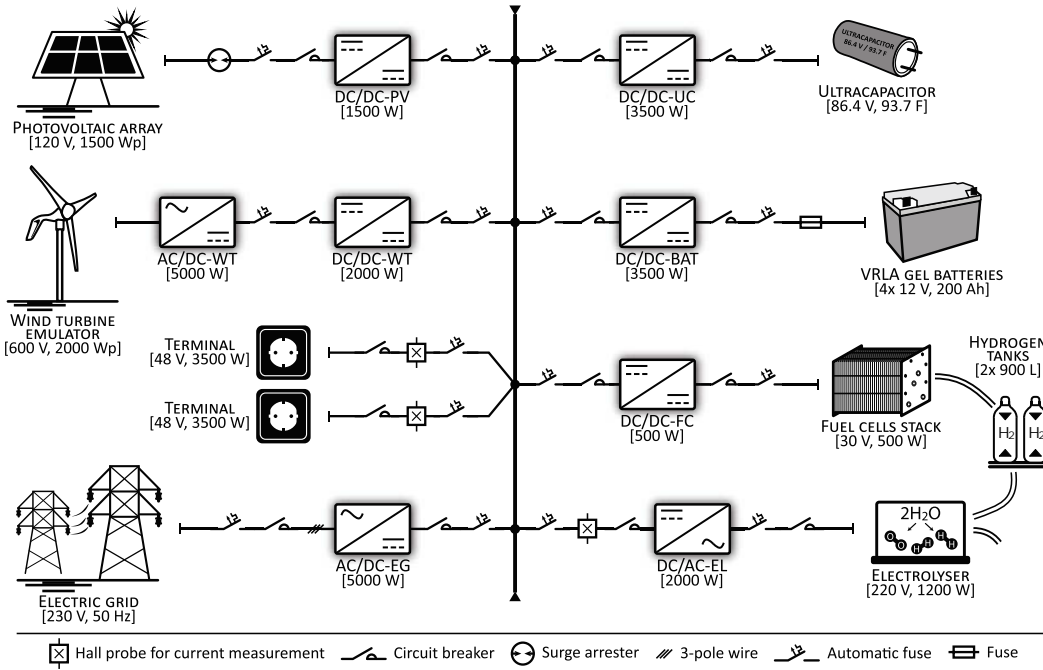 PHOTOVOLTAIC ARRAY
[120 V, 1500 Wp]
DC/DC-PV
[1500 W]
DC/DC-UC
[3500 W]
ULTRACAPACITOR
86.4 V / 93.7 F
ULTRACAPACITOR
[86.4 V, 93.7 F]
WIND TURBINE
EMULATOR
[600 V, 2000 Wp]
AC/DC-WT
[5000 W]
DC/DC-WT
[2000 W]
DC/DC-BAT
[3500 W]
VRLA GEL BATTERIES
[4x 12 V, 200 Ah]
TERMINAL
[48 V, 3500 W]
TERMINAL
[48 V, 3500 W]
DC/DC-FC
[500 W]
FUEL CELLS STACK
[30 V, 500 W]
HYDROGEN
TANKS
[2x 900 L]
H2 H2
ELECTRIC GRID
[230 V, 50 Hz]
AC/DC-EG
[5000 W]
DC/AC-EL
[2000 W]
2H2O
O O H H H H
ELECTROLYSER
[220 V, 1200 W]
Hall probe for current measurement Circuit breaker Surge arrester 3-pole wire Automatic fuse Fuse